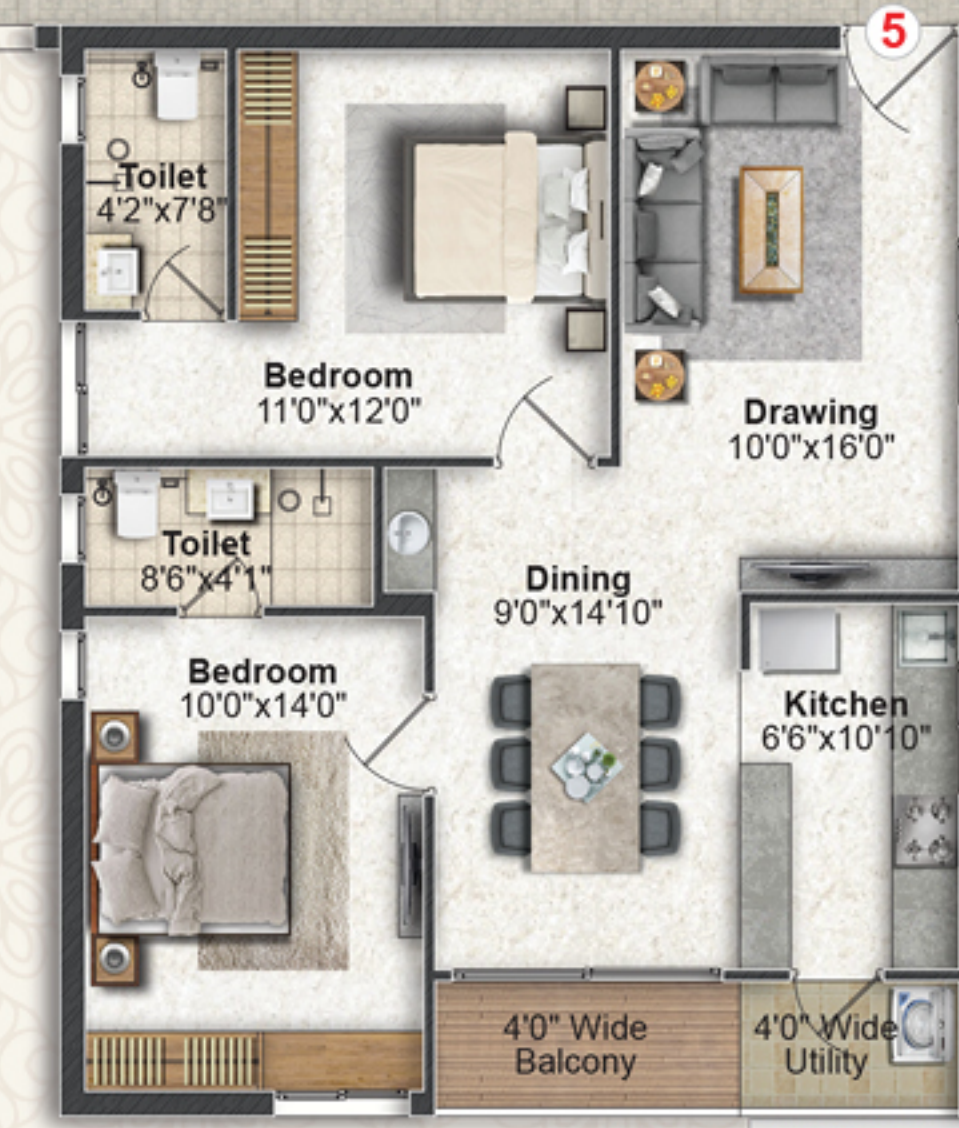 5
Toilet
4'2"x7'8"
Bedroom
11'0"x12'0"
Drawing
10'0"x16'0"
Toilet
8'6"x4'1"
Dining
9'0"x14'10"
Bedroom
10'0"x14'0"
Kitchen
6'6"x10'10"
4'0" Wide
Balcony
4'0" Wide
Utility